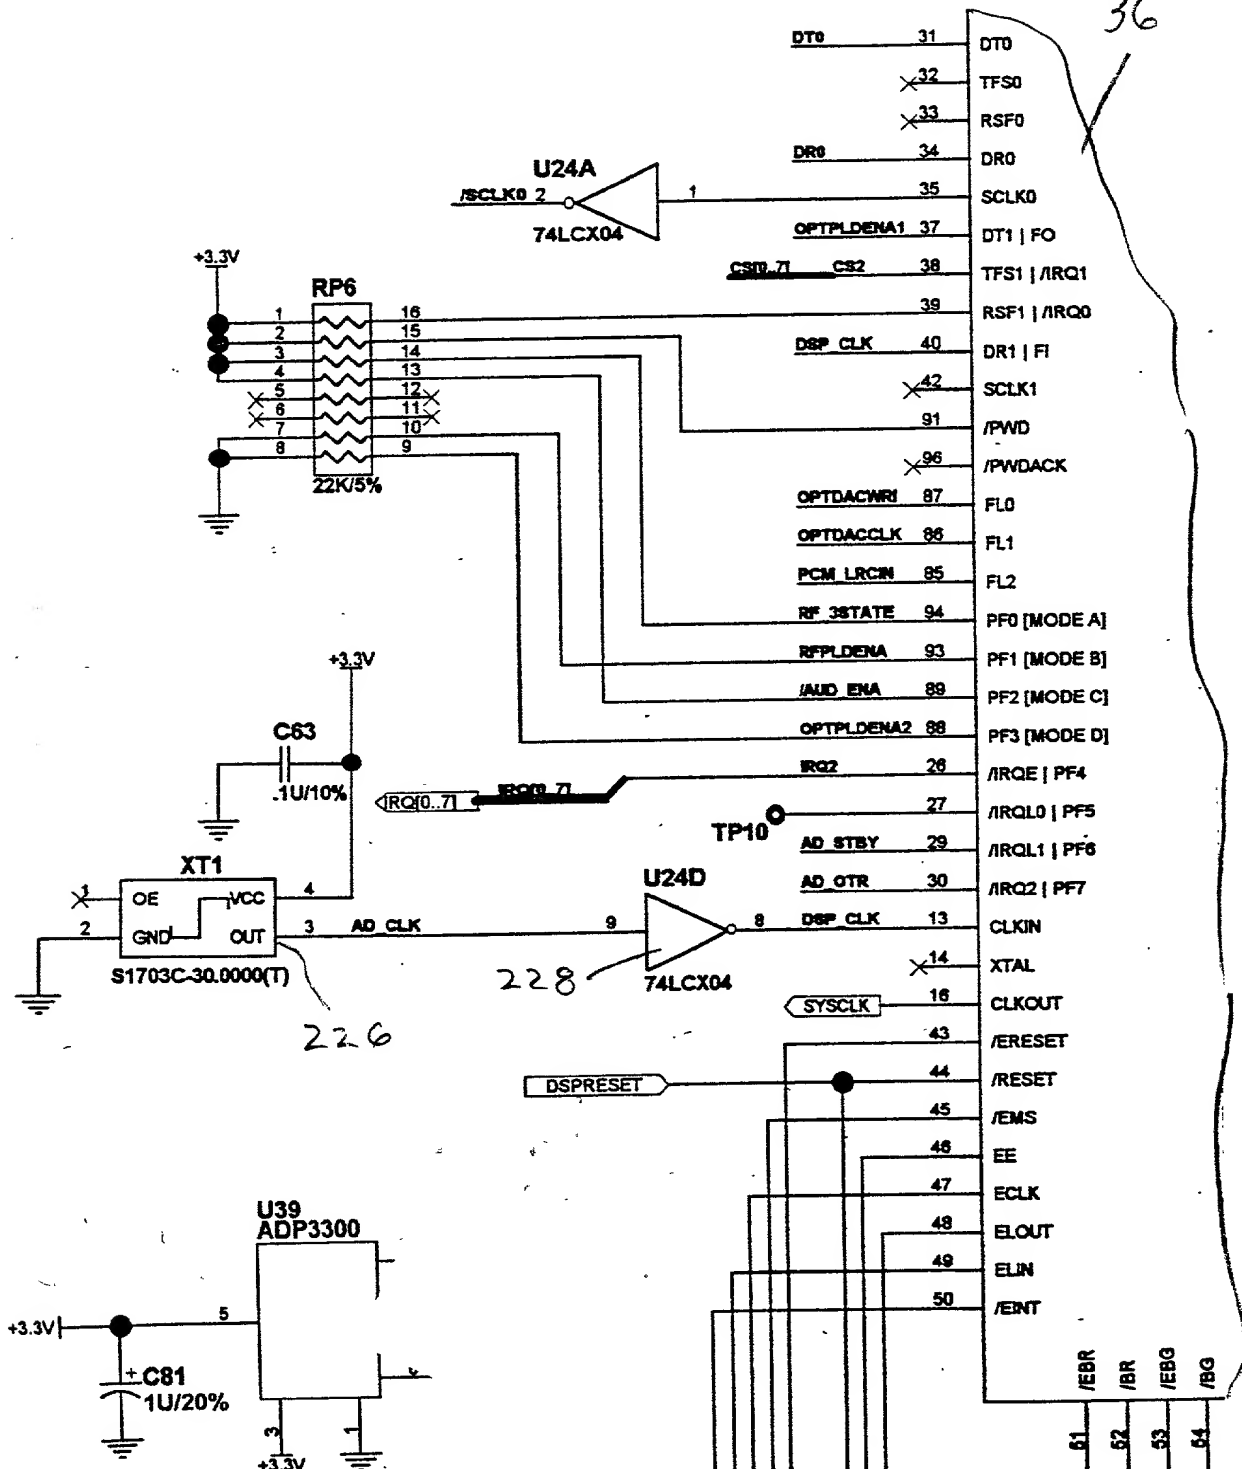 36
DT0 31 DT0
32 TFS0
33 RSF0
DR0 34 DR0
U24A
/SCLK0 2 1 35 SCLK0
74LCX04
OPTPLDENA1 37 DT1 | FO
+3.3V
CS[0..7] CS2 38 TFS1 | /IRQ1
RP6
1 16 39 RSF1 | /IRQ0
2 15
3 14 DSP_CLK 40 DR1 | FI
4 13
5 12 42 SCLK1
6 11
7 10 91 /PWD
8 9
96 /PWDACK
22K/5%
OPTDACWRI 87 FL0
OPTDACCLK 86 FL1
PCM_LRCIN 85 FL2
RF_3STATE 94 PF0 [MODE A]
+3.3V
RFPLDENA 93 PF1 [MODE B]
/AUD_ENA 89 PF2 [MODE C]
C63
OPTPLDENA2 88 PF3 [MODE D]
.1U/10%
IRQ2 26 /IRQE | PF4
IRQ[0..7] IRQ[0..7]
TP10 27 /IRQL0 | PF5
AD_STBY 29 /IRQL1 | PF6
XT1
U24D
AD_OTR 30 /IRQ2 | PF7
1 OE VCC 4
2 GND OUT 3 AD_CLK 9 8 DSP_CLK 13 CLKIN
S1703C-30.0000(T)
228
74LCX04
14 XTAL
226
SYSCLK 16 CLKOUT
43 /ERESET
DSPRESET 44 /RESET
45 /EMS
46 EE
47 ECLK
48 ELOUT
49 ELIN
50 /EINT
U39
ADP3300
+3.3V 5
+ C81
1U/20%
3 1
+3.3V
/EBR /BR /EBG /BG
51 52 53 54